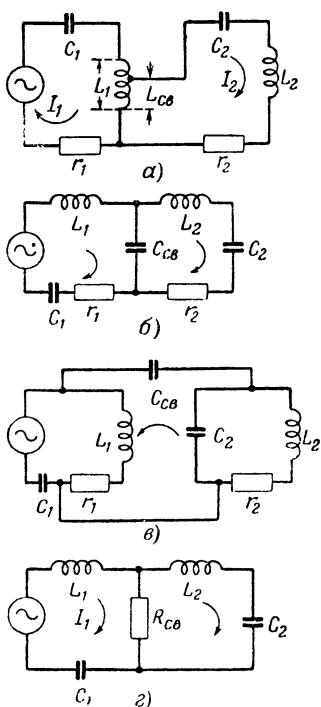 C₁ C₂
I₁ L₁ Lсв I₂ L₂
r₁ r₂
а)
L₁ L₂
Cсв C₂
C₁ r₁ r₂
б)
Cсв
L₁ C₂ L₂
C₁ r₁ r₂
в)
L₁ L₂
I₁ Rсв C₂
C₁
г)